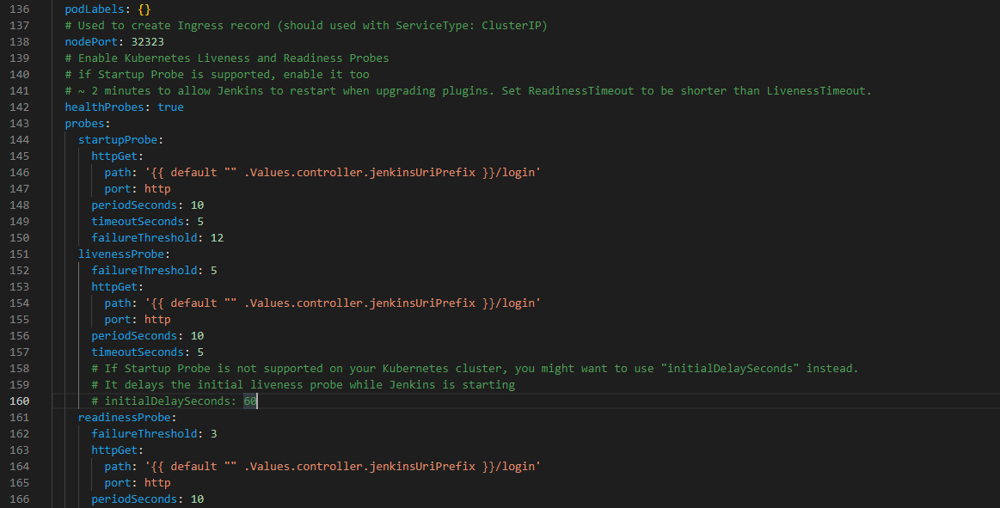 136 podLabels: {}
137 # Used to create Ingress record (should used with ServiceType: ClusterIP)
138 nodePort: 32323
139 # Enable Kubernetes Liveness and Readiness Probes
140 # if Startup Probe is supported, enable it too
141 # ~ 2 minutes to allow Jenkins to restart when upgrading plugins. Set ReadinessTimeout to be shorter than LivenessTimeout.
142 healthProbes: true
143 probes:
144 startupProbe:
145 httpGet:
146 path: '{{ default "" .Values.controller.jenkinsUriPrefix }}/login'
147 port: http
148 periodSeconds: 10
149 timeoutSeconds: 5
150 failureThreshold: 12
151 livenessProbe:
152 failureThreshold: 5
153 httpGet:
154 path: '{{ default "" .Values.controller.jenkinsUriPrefix }}/login'
155 port: http
156 periodSeconds: 10
157 timeoutSeconds: 5
158 # If Startup Probe is not supported on your Kubernetes cluster, you might want to use "initialDelaySeconds" instead.
159 # It delays the initial liveness probe while Jenkins is starting
160 # initialDelaySeconds: 60
161 readinessProbe:
162 failureThreshold: 3
163 httpGet:
164 path: '{{ default "" .Values.controller.jenkinsUriPrefix }}/login'
165 port: http
166 periodSeconds: 10